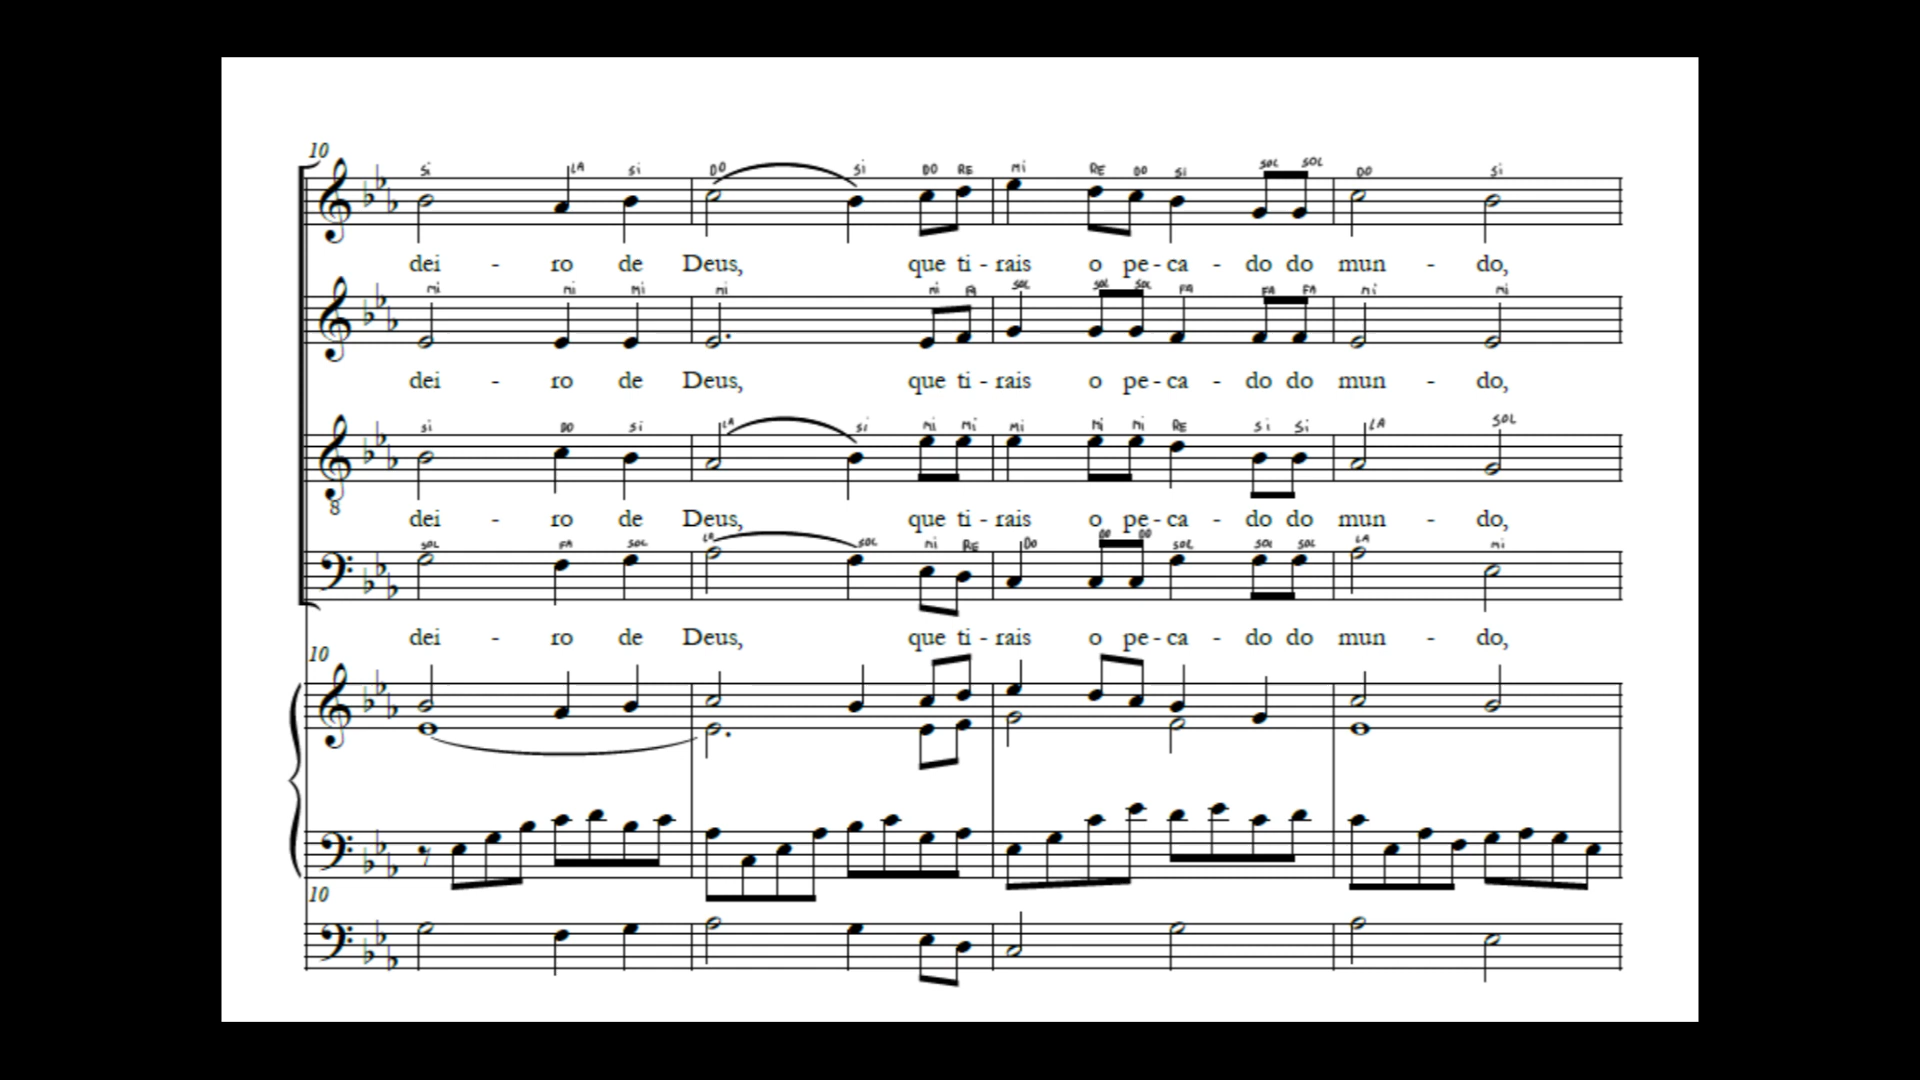 10
Si LA Si DO Si DO RE Mi RE DO Si SOL SOL DO Si
dei - ro de Deus, que ti - rais o pe - ca - do do mun - do,
Mi Mi Mi Mi Mi FA SOL SOL SOL FA FA FA Mi Mi
dei - ro de Deus, que ti - rais o pe - ca - do do mun - do,
Si DO Si LA Si Mi Mi Mi Mi Mi RE Si Si LA SOL
8
dei - ro de Deus, que ti - rais o pe - ca - do do mun - do,
SOL FA SOL LA SOL Mi RE DO DO DO SOL SOL SOL LA Mi
dei - ro de Deus, que ti - rais o pe - ca - do do mun - do,
10
10